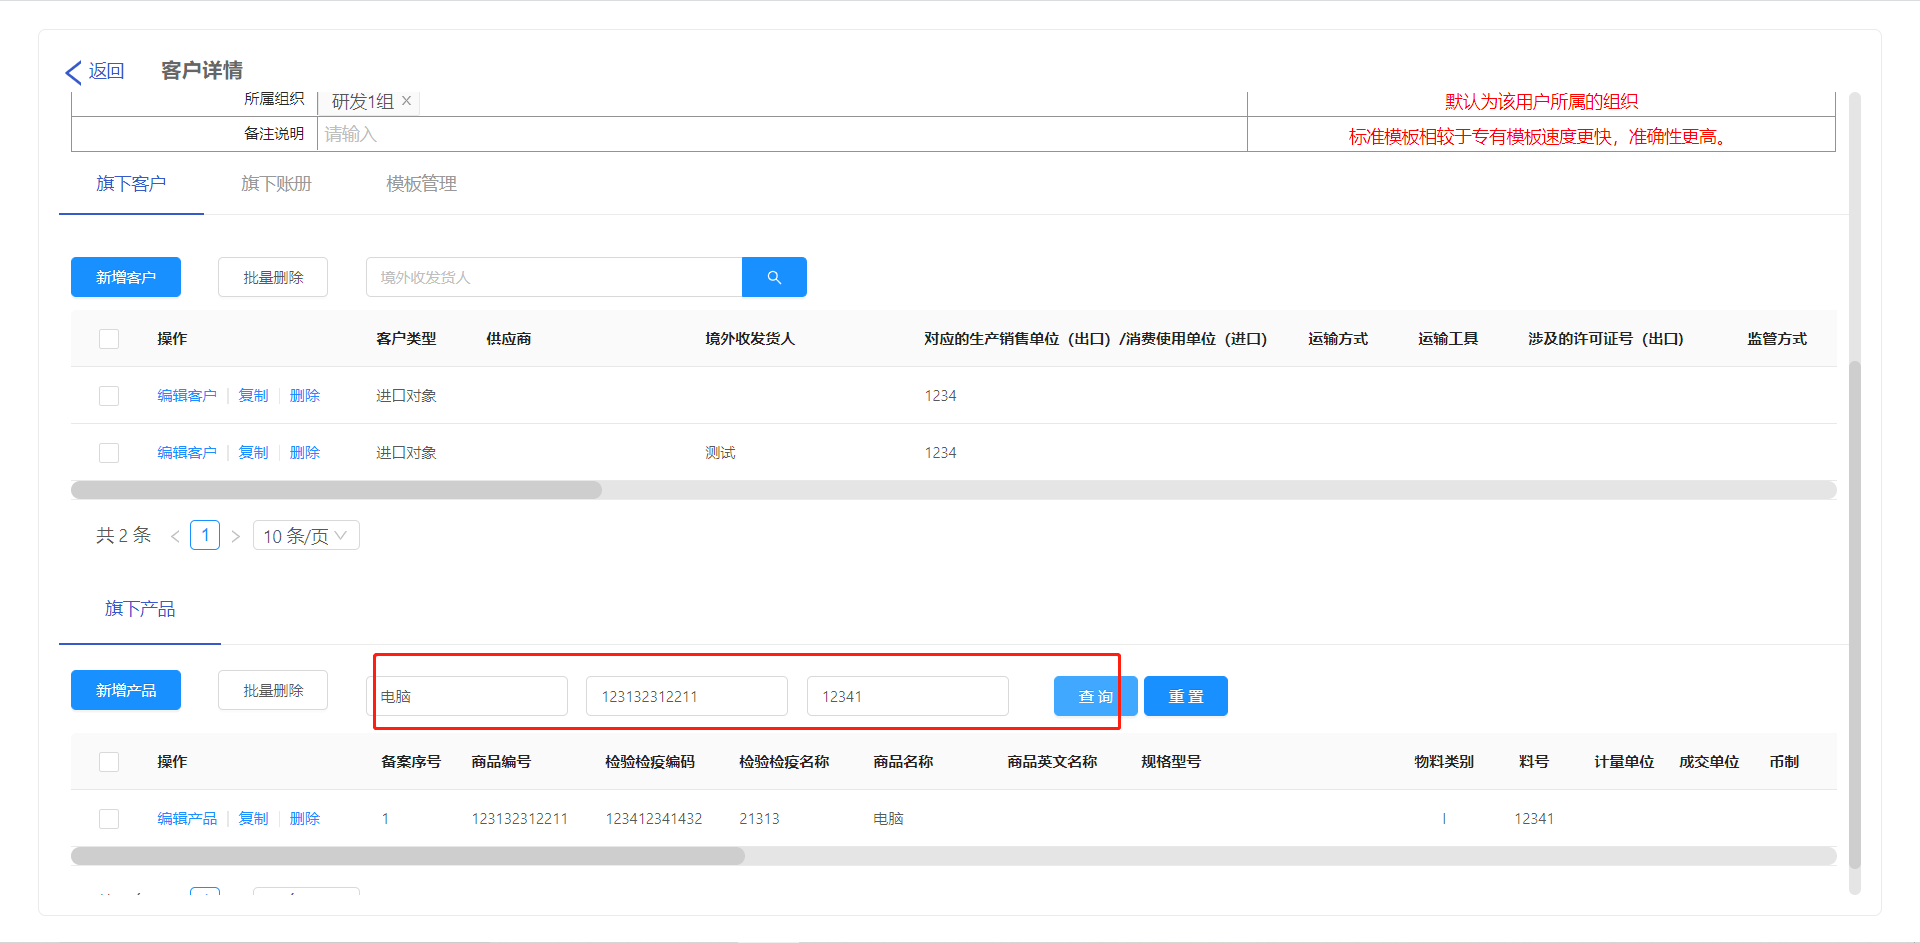 返回 客户详情
所属组织 研发1组 × 默认为该用户所属的组织
备注说明 请输入 标准模板相较于专有模板速度更快，准确性更高。
旗下客户 旗下账册 模板管理
新增客户 批量删除 境外收发货人
操作 客户类型 供应商 境外收发货人 对应的生产销售单位（出口）/消费使用单位（进口） 运输方式 运输工具 涉及的许可证号（出口） 监管方式
编辑客户 复制 删除 进口对象 1234
编辑客户 复制 删除 进口对象 测试 1234
共 2 条 < 1 > 10 条/页
旗下产品
新增产品 批量删除 电脑 123132312211 12341 查 询 重 置
操作 备案序号 商品编号 检验检疫编码 检验检疫名称 商品名称 商品英文名称 规格型号 物料类别 料号 计量单位 成交单位 币制
编辑产品 复制 删除 1 123132312211 123412341432 21313 电脑 I 12341